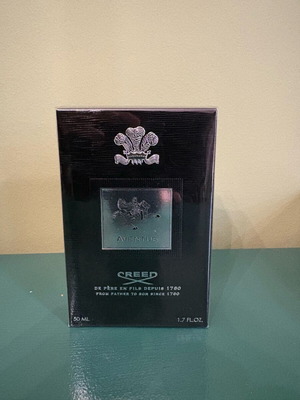 CREED
DE PÈRE EN FILS DEPUIS 1760
FROM FATHER TO SON SINCE 1760
50 ML
1.7 FL.OZ.